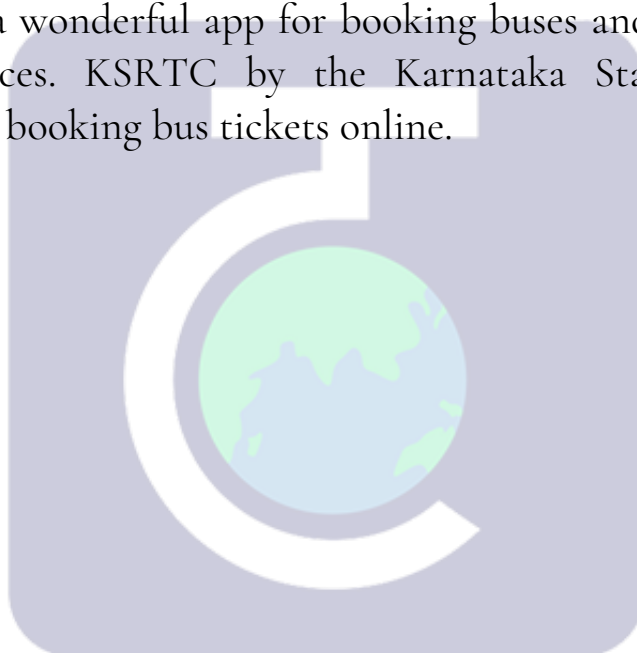 a wonderful app for booking buses and
ces. KSRTC by the Karnataka Sta
booking bus tickets online.